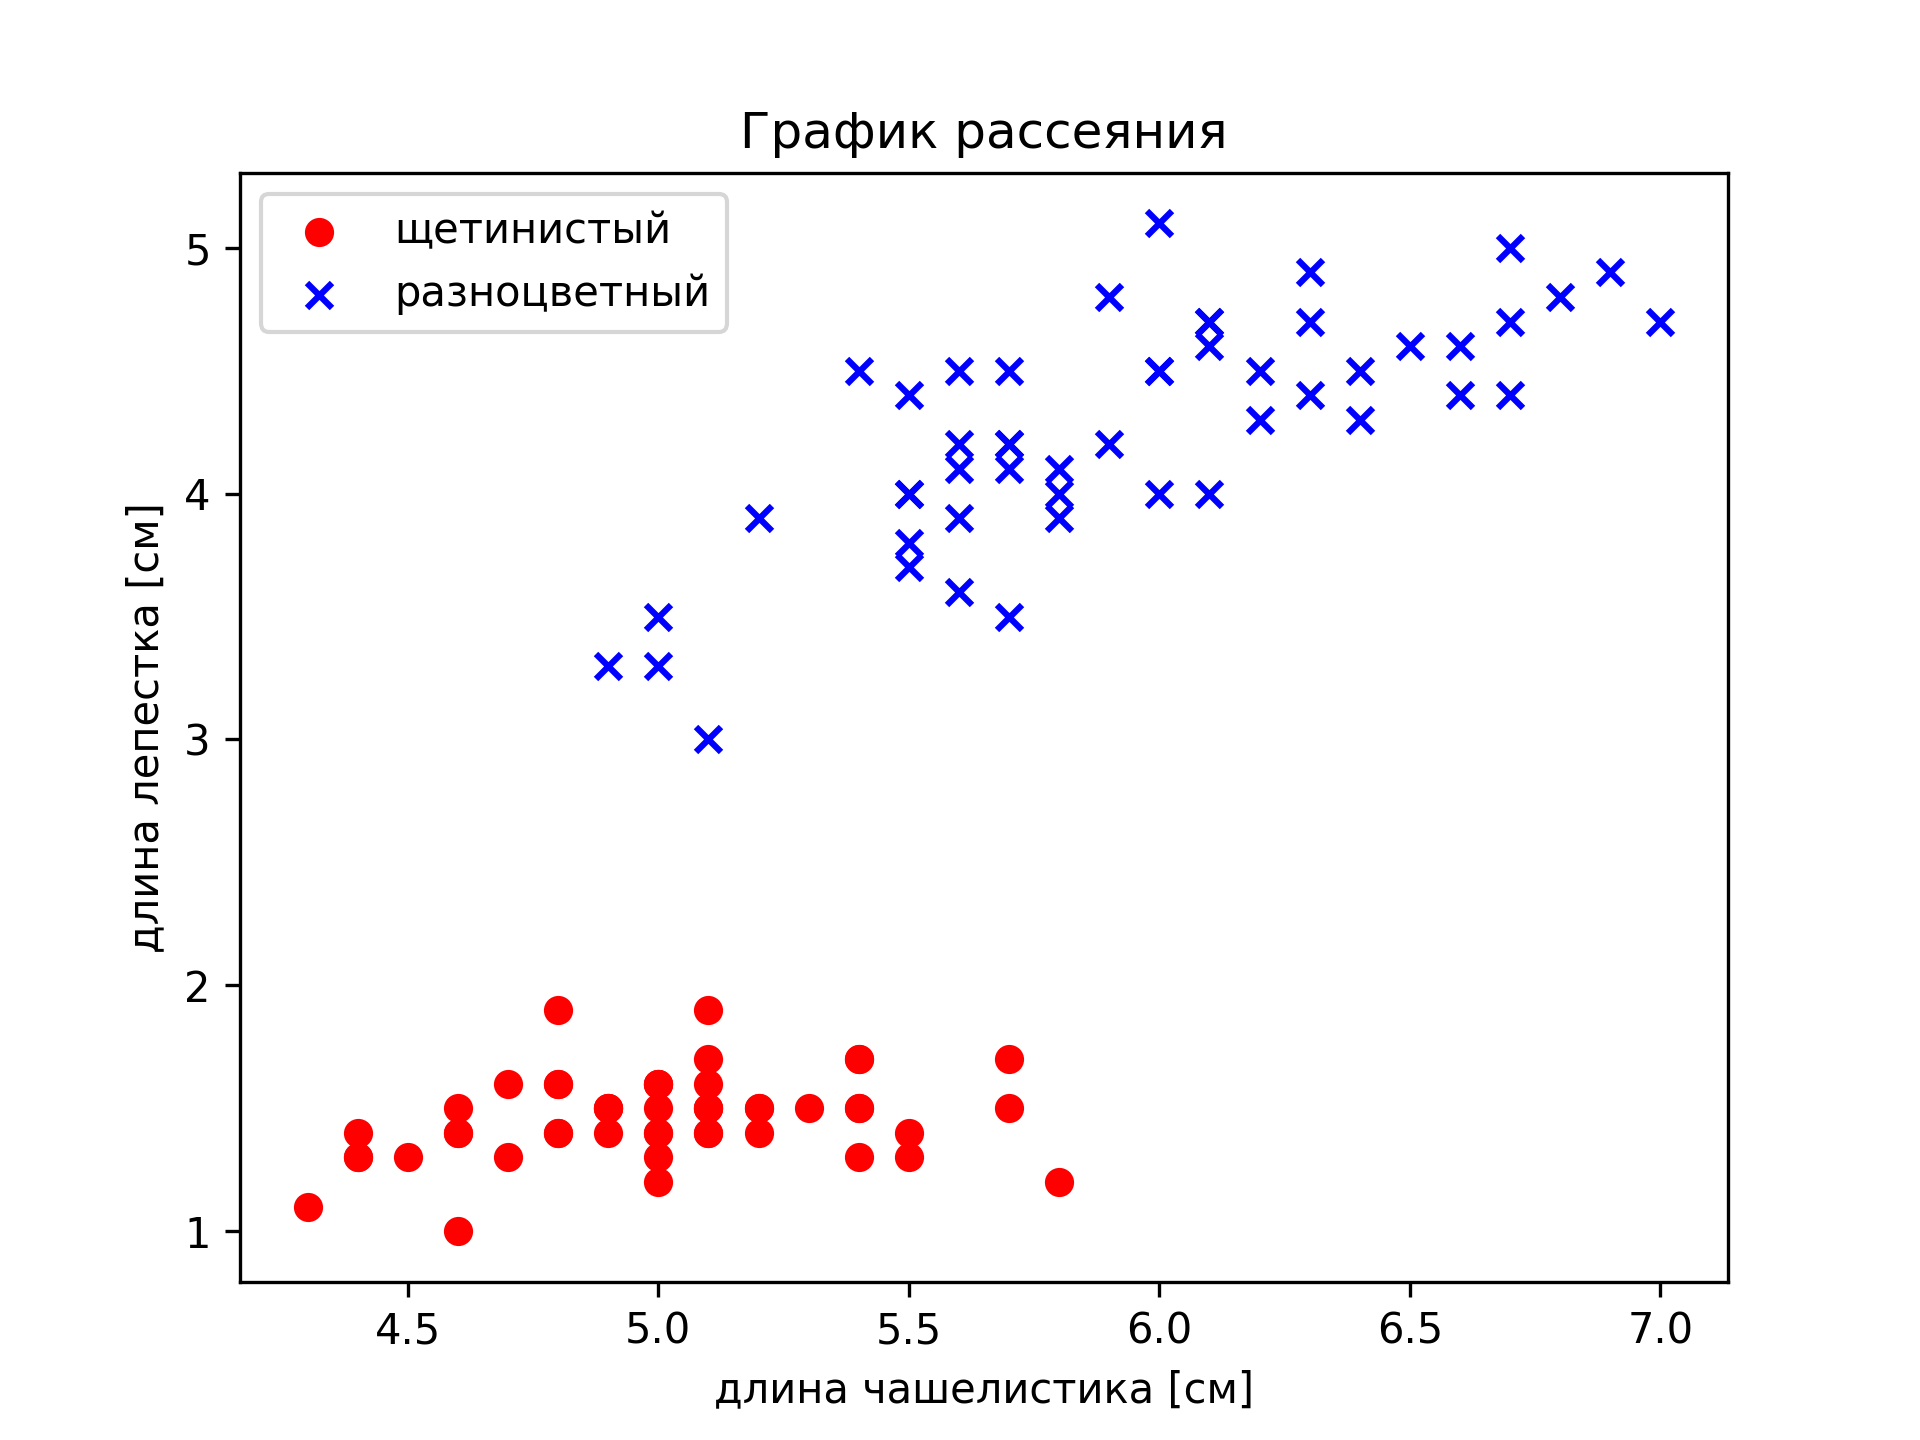 График рассеяния
щетинистый
разноцветный
5
4
3
2
1
длина лепестка [см]
4.5 5.0 5.5 6.0 6.5 7.0
длина чашелистика [см]